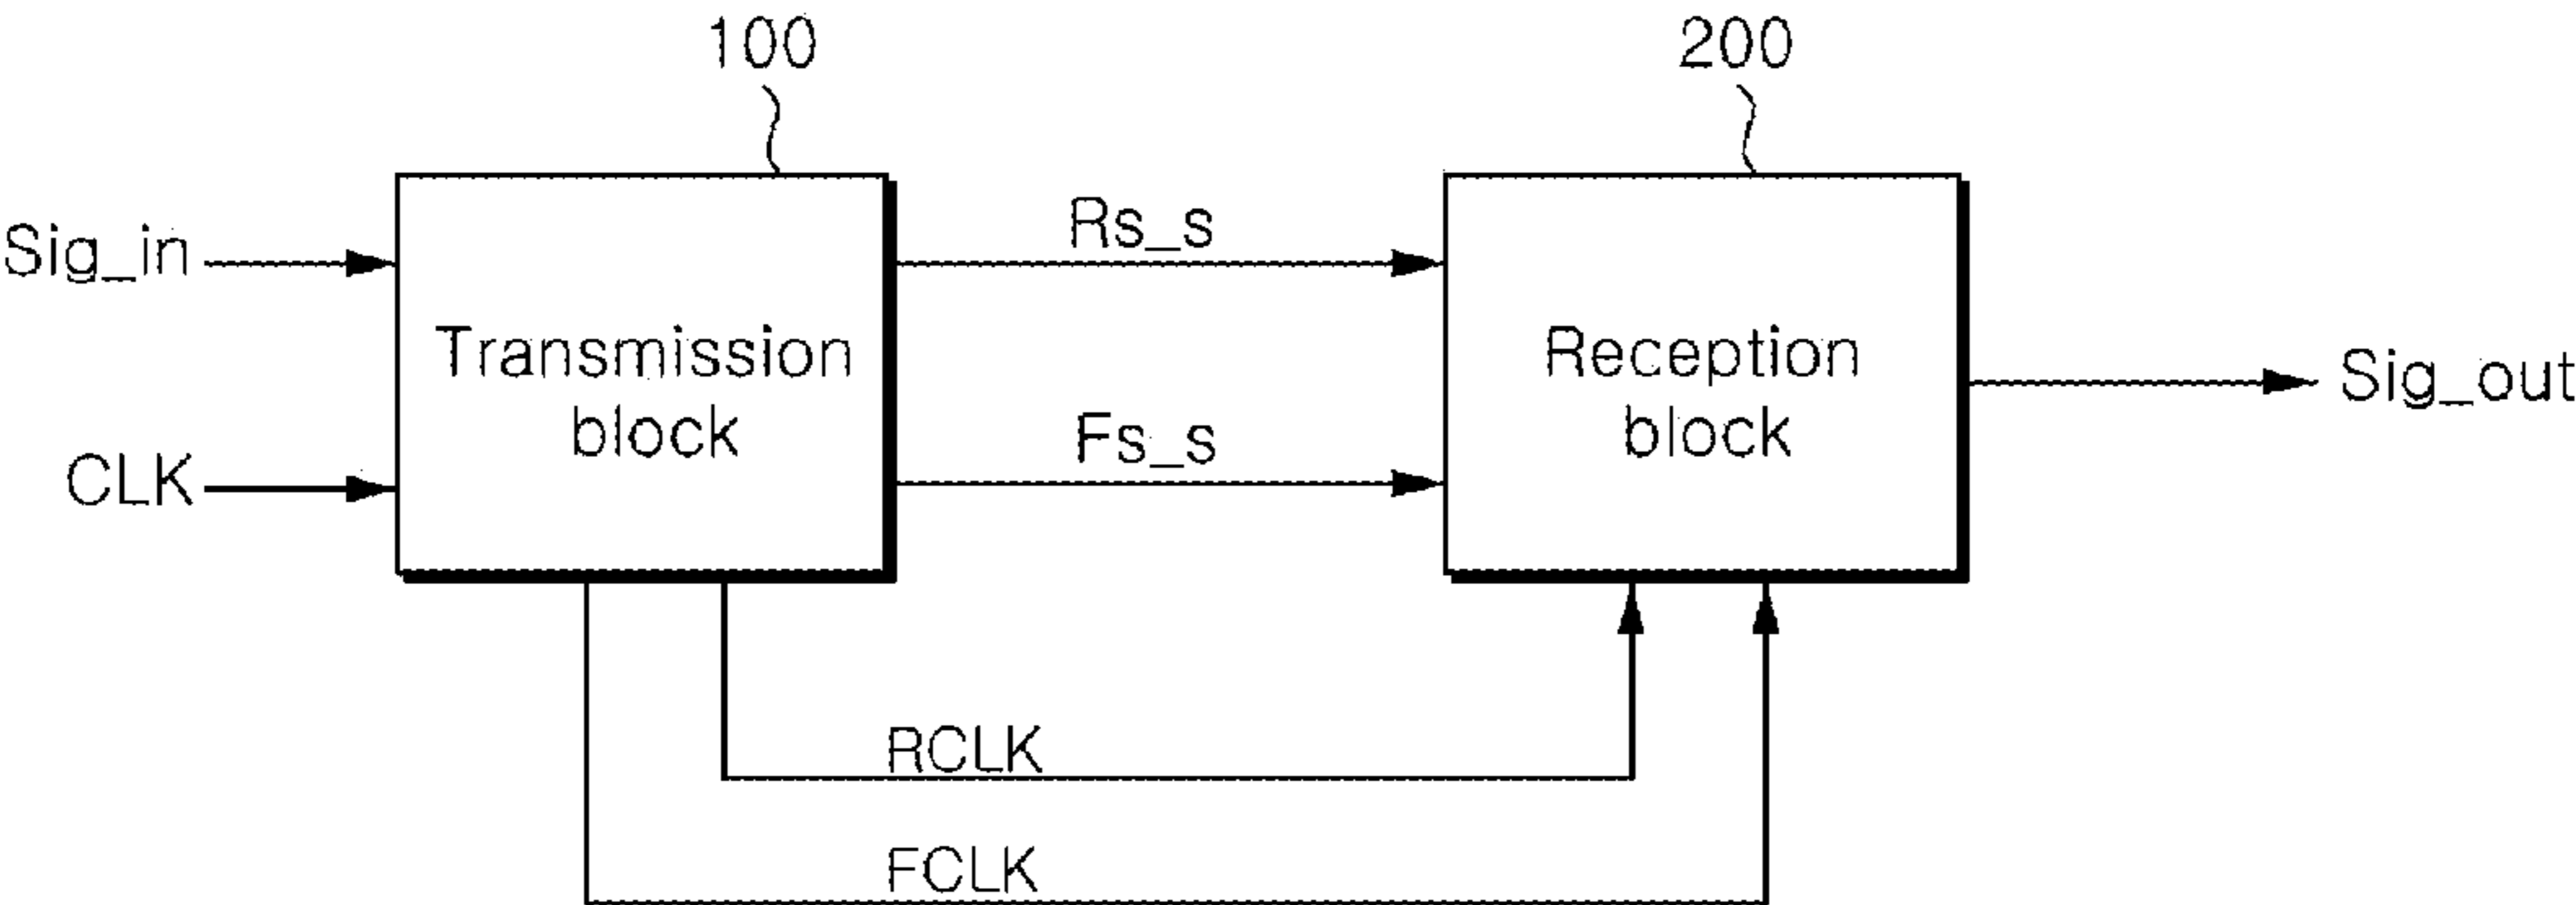 100
200
Sig_in
Rs_s
Transmission
block
Reception
block
Sig_out
CLK
Fs_s
RCLK
FCLK